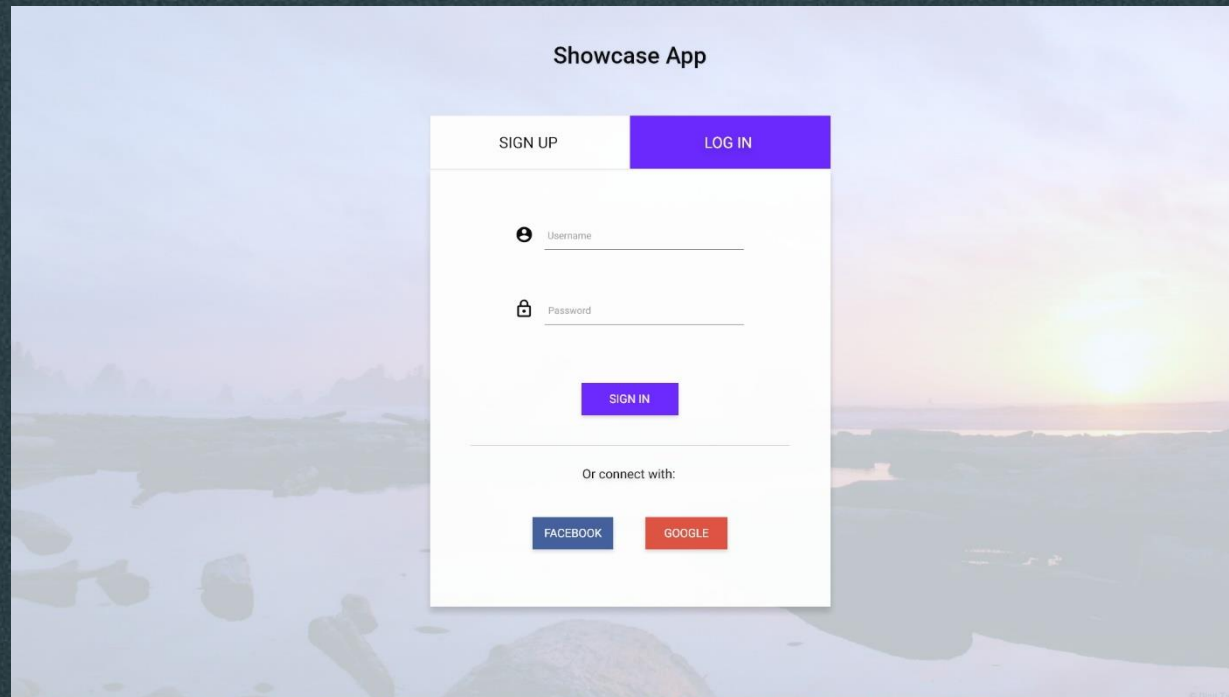 Showcase App
SIGN UP LOG IN
Username
Password
SIGN IN
Or connect with:
FACEBOOK GOOGLE